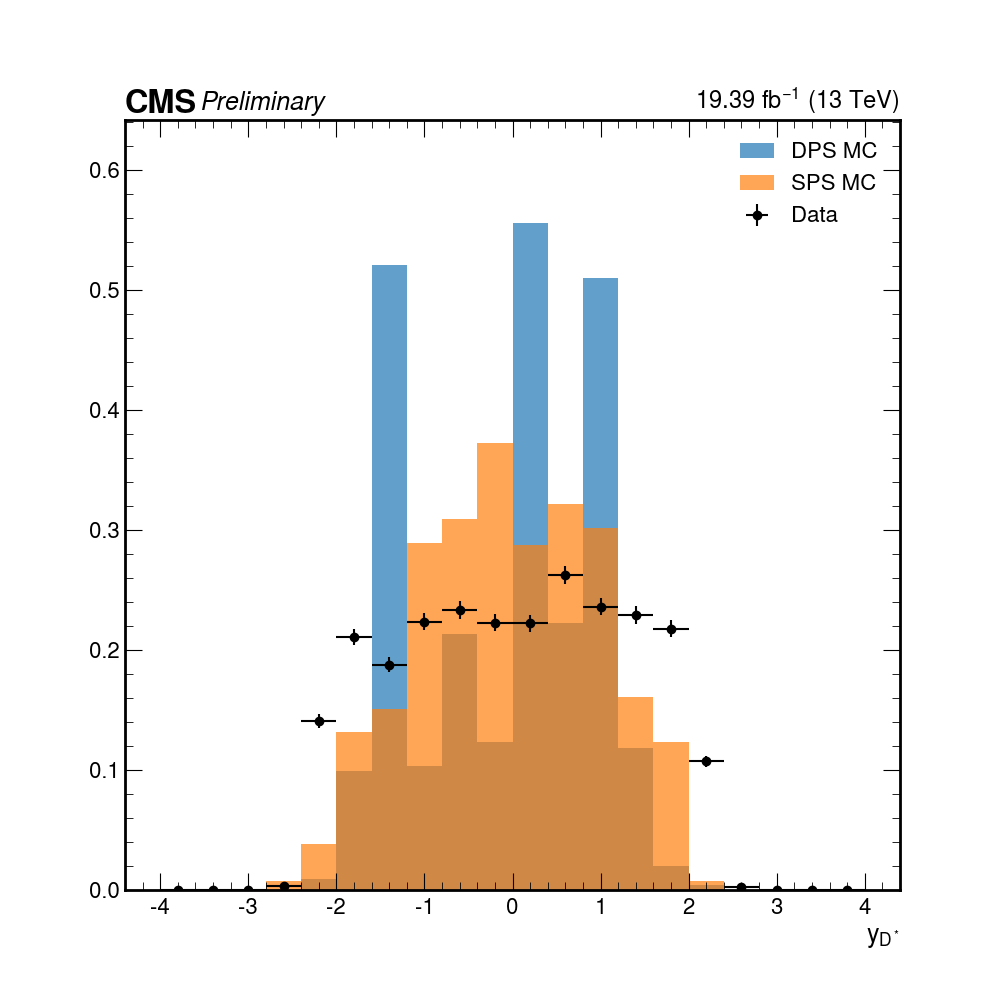 CMS Preliminary
19.39 fb⁻¹ (13 TeV)
DPS MC
SPS MC
Data
0.6
0.5
0.4
0.3
0.2
0.1
0.0
-4 -3 -2 -1 0 1 2 3 4
y_{D^*}